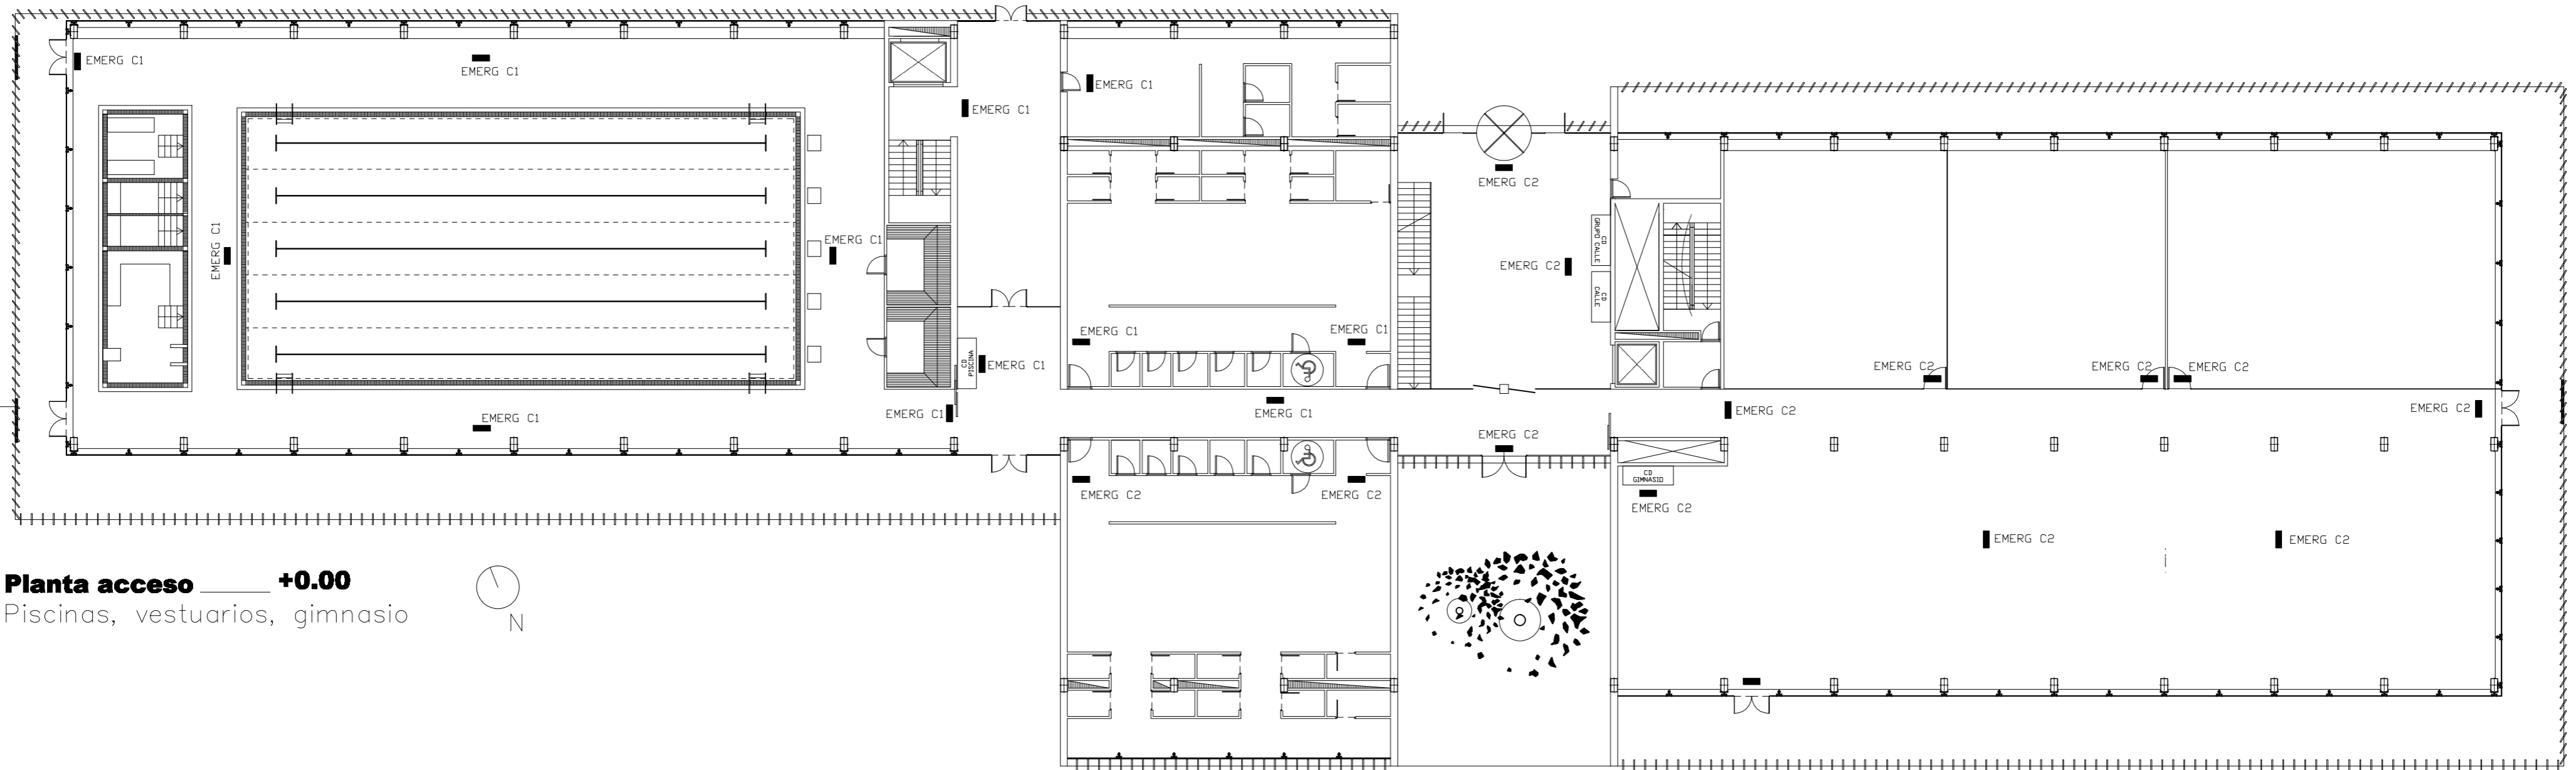 EMERG C1
EMERG C1
EMERG C1
EMERG C1
EMERG C2
EMERG C1
EMERG C1
CD
GRUPO CALLE
EMERG C2
CD
CALLE
EMERG C1
EMERG C1
CD
PISCINA
EMERG C1
EMERG C2
EMERG C2
EMERG C2
EMERG C1
EMERG C1
EMERG C1
EMERG C2
EMERG C2
EMERG C2
CD
GIMNASIO
EMERG C2
EMERG C2
EMERG C2
EMERG C2
EMERG C2
Planta acceso ______ +0.00
Piscinas, vestuarios, gimnasio
N